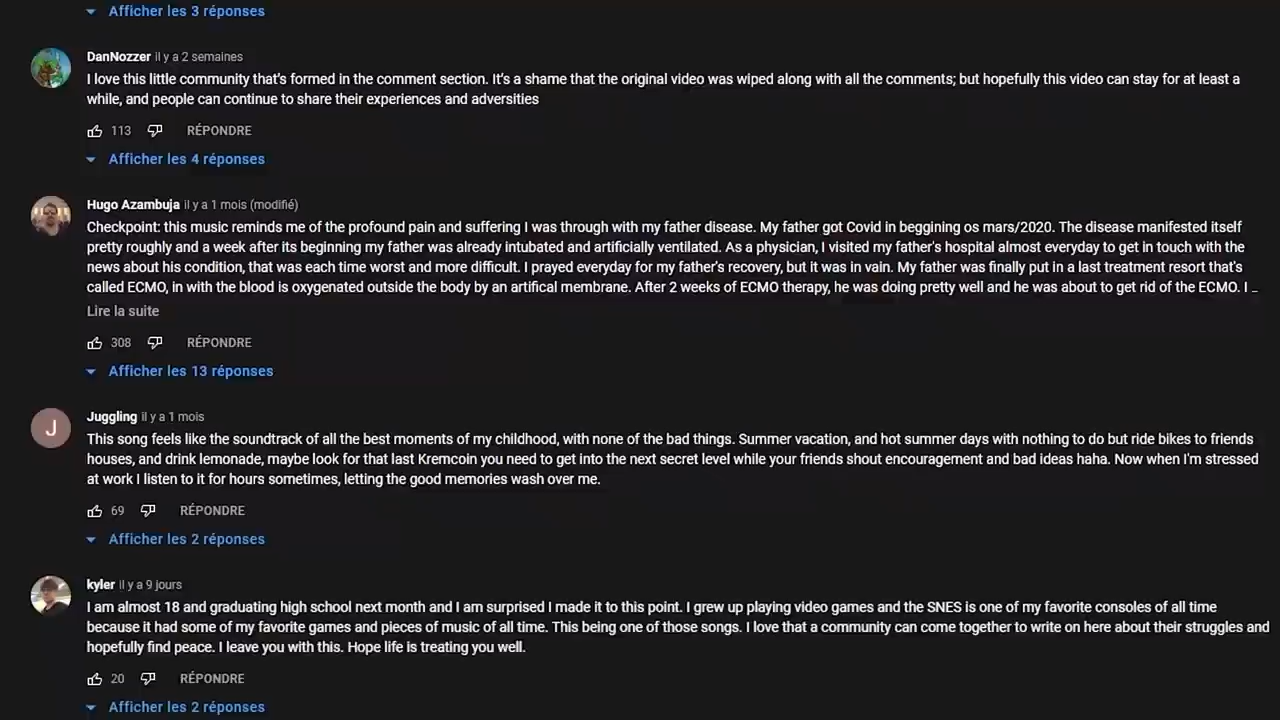 Afficher les 3 réponses
DanNozzer il y a 2 semaines
I love this little community that's formed in the comment section. It's a shame that the original video was wiped along with all the comments; but hopefully this video can stay for at least a
while, and people can continue to share their experiences and adversities
113 RÉPONDRE
Afficher les 4 réponses
Hugo Azambuja il y a 1 mois (modifié)
Checkpoint: this music reminds me of the profound pain and suffering I was through with my father disease. My father got Covid in beggining os mars/2020. The disease manifested itself
pretty roughly and a week after its beginning my father was already intubated and artificially ventilated. As a physician, I visited my father's hospital almost everyday to get in touch with the
news about his condition, that was each time worst and more difficult. I prayed everyday for my father's recovery, but it was in vain. My father was finally put in a last treatment resort that's
called ECMO, in with the blood is oxygenated outside the body by an artifical membrane. After 2 weeks of ECMO therapy, he was doing pretty well and he was about to get rid of the ECMO. I ...
Lire la suite
308 RÉPONDRE
Afficher les 13 réponses
J
Juggling il y a 1 mois
This song feels like the soundtrack of all the best moments of my childhood, with none of the bad things. Summer vacation, and hot summer days with nothing to do but ride bikes to friends
houses, and drink lemonade, maybe look for that last Kremcoin you need to get into the next secret level while your friends shout encouragement and bad ideas haha. Now when I'm stressed
at work I listen to it for hours sometimes, letting the good memories wash over me.
69 RÉPONDRE
Afficher les 2 réponses
kyler il y a 9 jours
I am almost 18 and graduating high school next month and I am surprised I made it to this point. I grew up playing video games and the SNES is one of my favorite consoles of all time
because it had some of my favorite games and pieces of music of all time. This being one of those songs. I love that a community can come together to write on here about their struggles and
hopefully find peace. I leave you with this. Hope life is treating you well.
20 RÉPONDRE
Afficher les 2 réponses